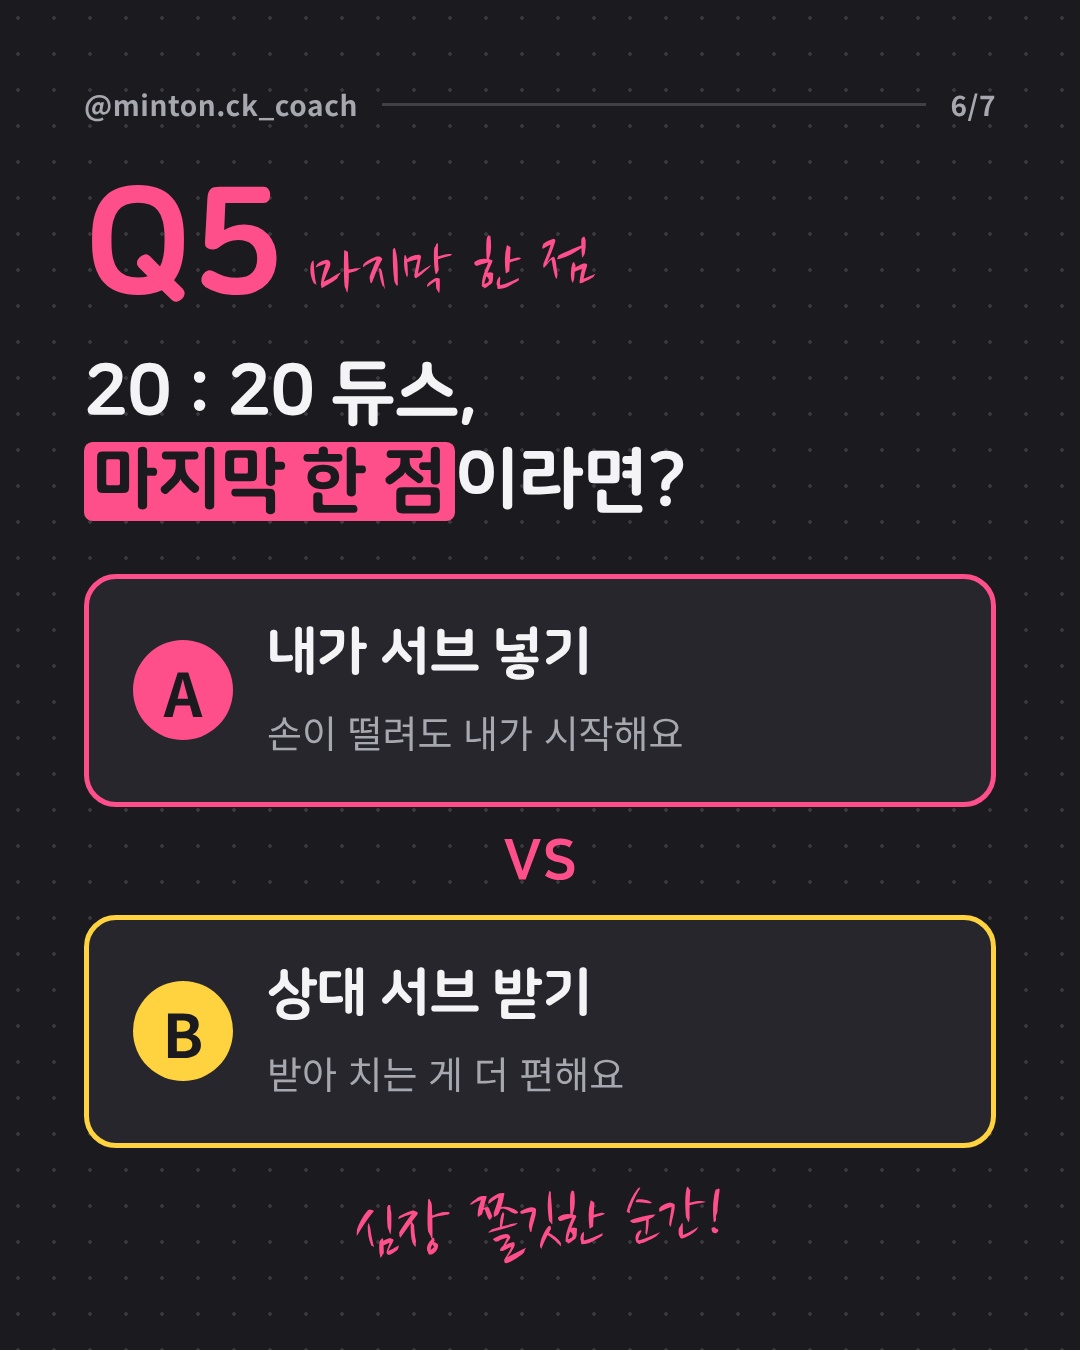 @minton.ck_coach 6/7
Q5 마지막 한 점
20 : 20 듀스,
마지막 한 점이라면?
A 내가 서브 넣기
손이 떨려도 내가 시작해요
VS
B 상대 서브 받기
받아 치는 게 더 편해요
심장 쫄깃한 순간!